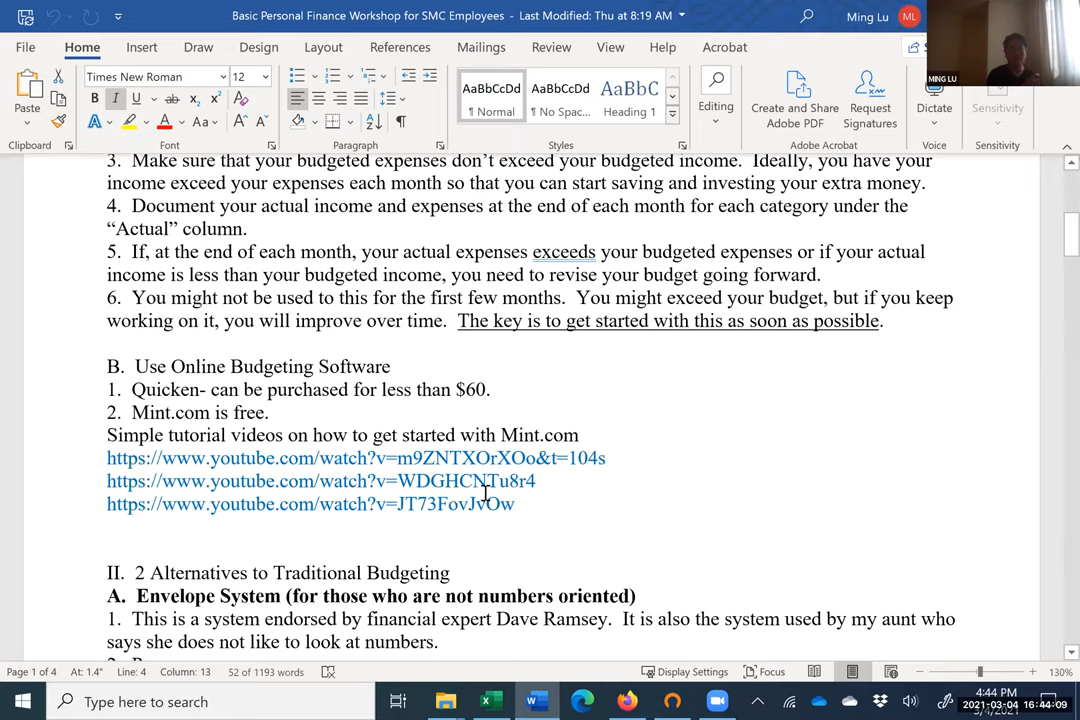 Basic Personal Finance Workshop for SMC Employees - Last Modified: Thu at 8:19 AM
Ming Lu
ML
File Home Insert Draw Design Layout References Mailings Review View Help Acrobat
MING LU
Times New Roman 12
AaBbCcDd AaBbCcDd AaBbC
Paste
B I U ab x₂ x² A
¶ Normal ¶ No Spac... Heading 1
Editing
Create and Share Adobe PDF
Request Signatures
Dictate
Sensitivity
A A Aa A A
Clipboard Font Paragraph Styles Adobe Acrobat Voice Sensitivity
3. Make sure that your budgeted expenses don’t exceed your budgeted income. Ideally, you have your
income exceed your expenses each month so that you can start saving and investing your extra money.
4. Document your actual income and expenses at the end of each month for each category under the
“Actual” column.
5. If, at the end of each month, your actual expenses exceeds your budgeted expenses or if your actual
income is less than your budgeted income, you need to revise your budget going forward.
6. You might not be used to this for the first few months. You might exceed your budget, but if you keep
working on it, you will improve over time. The key is to get started with this as soon as possible.
B. Use Online Budgeting Software
1. Quicken- can be purchased for less than $60.
2. Mint.com is free.
Simple tutorial videos on how to get started with Mint.com
https://www.youtube.com/watch?v=m9ZNTXOrXOo&t=104s
https://www.youtube.com/watch?v=WDGHCNTu8r4
https://www.youtube.com/watch?v=JT73FovJvOw
II. 2 Alternatives to Traditional Budgeting
A. Envelope System (for those who are not numbers oriented)
1. This is a system endorsed by financial expert Dave Ramsey. It is also the system used by my aunt who
says she does not like to look at numbers.
Page 1 of 4 At: 1.4" Line: 4 Column: 13 52 of 1193 words Display Settings Focus 130%
Type here to search
4:44 PM
2021-03-04 16:44:09